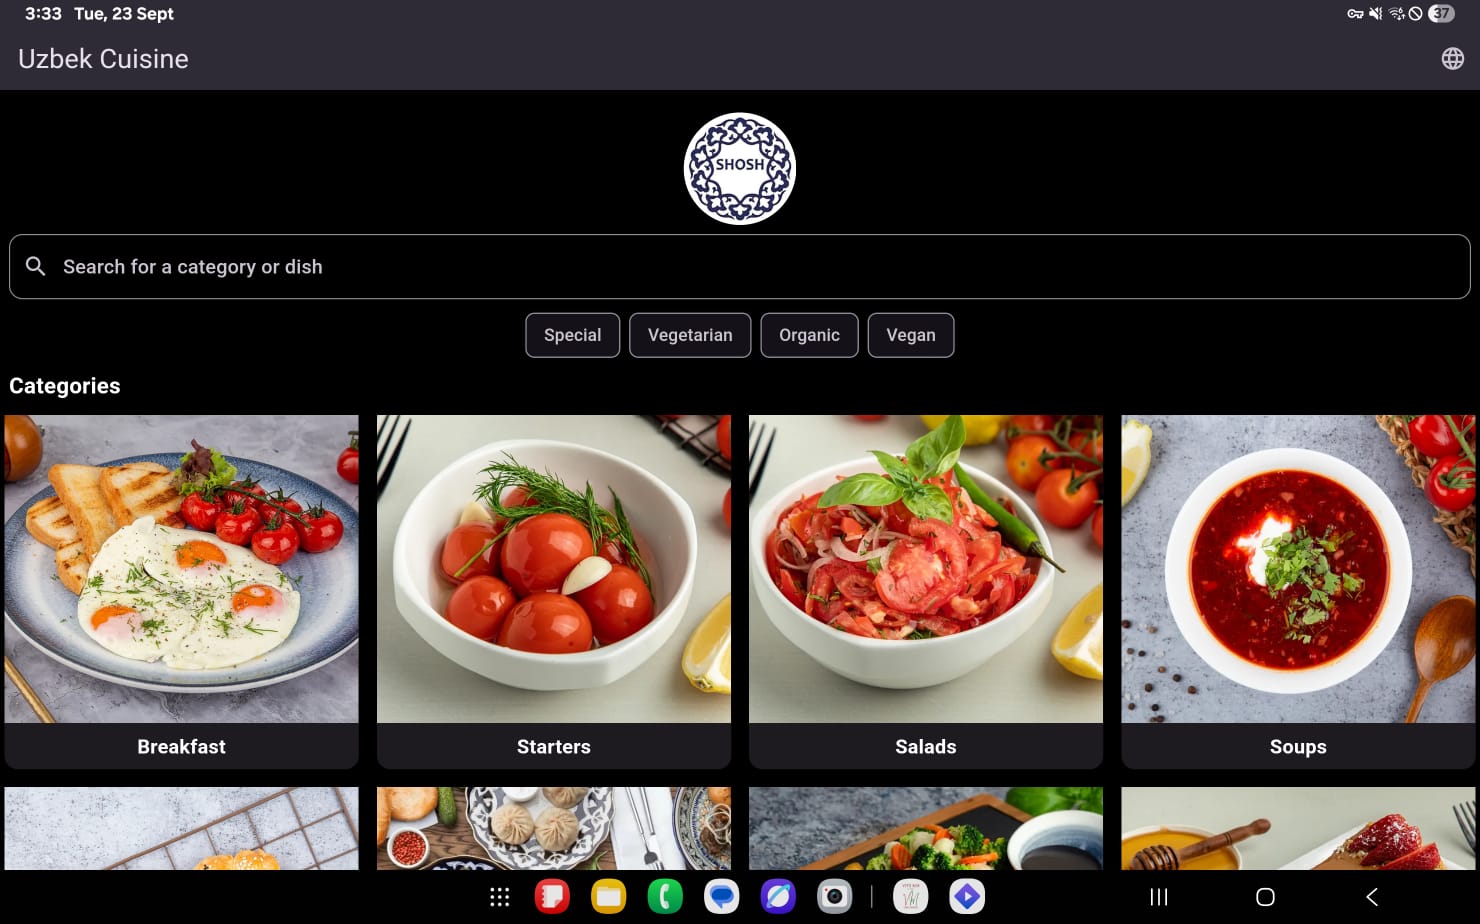 3:33 Tue, 23 Sept
37
Uzbek Cuisine
SHOSH
Search for a category or dish
Special
Vegetarian
Organic
Vegan
Categories
Breakfast
Starters
Salads
Soups